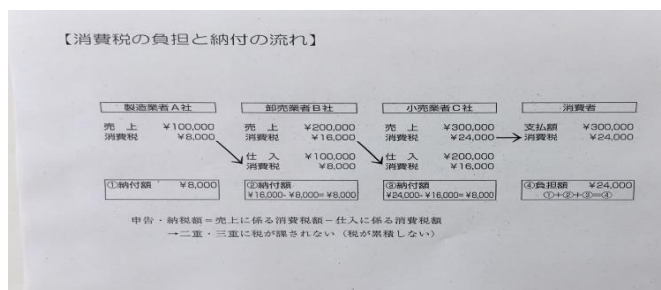 【消費税の負担と納付の流れ】
製造業者A社 卸売業者B社 小売業者C社 消費者
売上 ¥100,000 売上 ¥200,000 売上 ¥300,000 支払額 ¥300,000
消費税 ¥8,000 消費税 ¥16,000 消費税 ¥24,000 消費税 ¥24,000
仕入 ¥100,000 仕入 ¥200,000
消費税 ¥8,000 消費税 ¥16,000
①納付額 ¥8,000 ②納付額 ③納付額 ④負担額 ¥24,000
¥16,000-¥8,000=¥8,000 ¥24,000-¥16,000=¥8,000 ①+②+③=④
申告・納税額=売上に係る消費税額-仕入に係る消費税額
→二重・三重に税が課されない(税が累積しない)